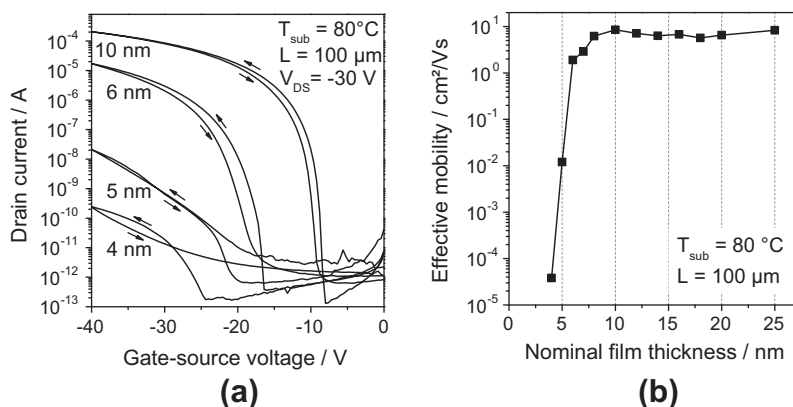 10⁻⁴
10⁻⁵
10⁻⁶
10⁻⁷
10⁻⁸
10⁻⁹
10⁻¹⁰
10⁻¹¹
10⁻¹²
10⁻¹³
Drain current / A
10 nm
6 nm
5 nm
4 nm
T_sub = 80°C
L = 100 µm
V_DS = -30 V
-40 -30 -20 -10 0
Gate-source voltage / V
(a)
10¹
10⁰
10⁻¹
10⁻²
10⁻³
10⁻⁴
10⁻⁵
Effective mobility / cm²/Vs
T_sub = 80 °C
L = 100 µm
0 5 10 15 20 25
Nominal film thickness / nm
(b)